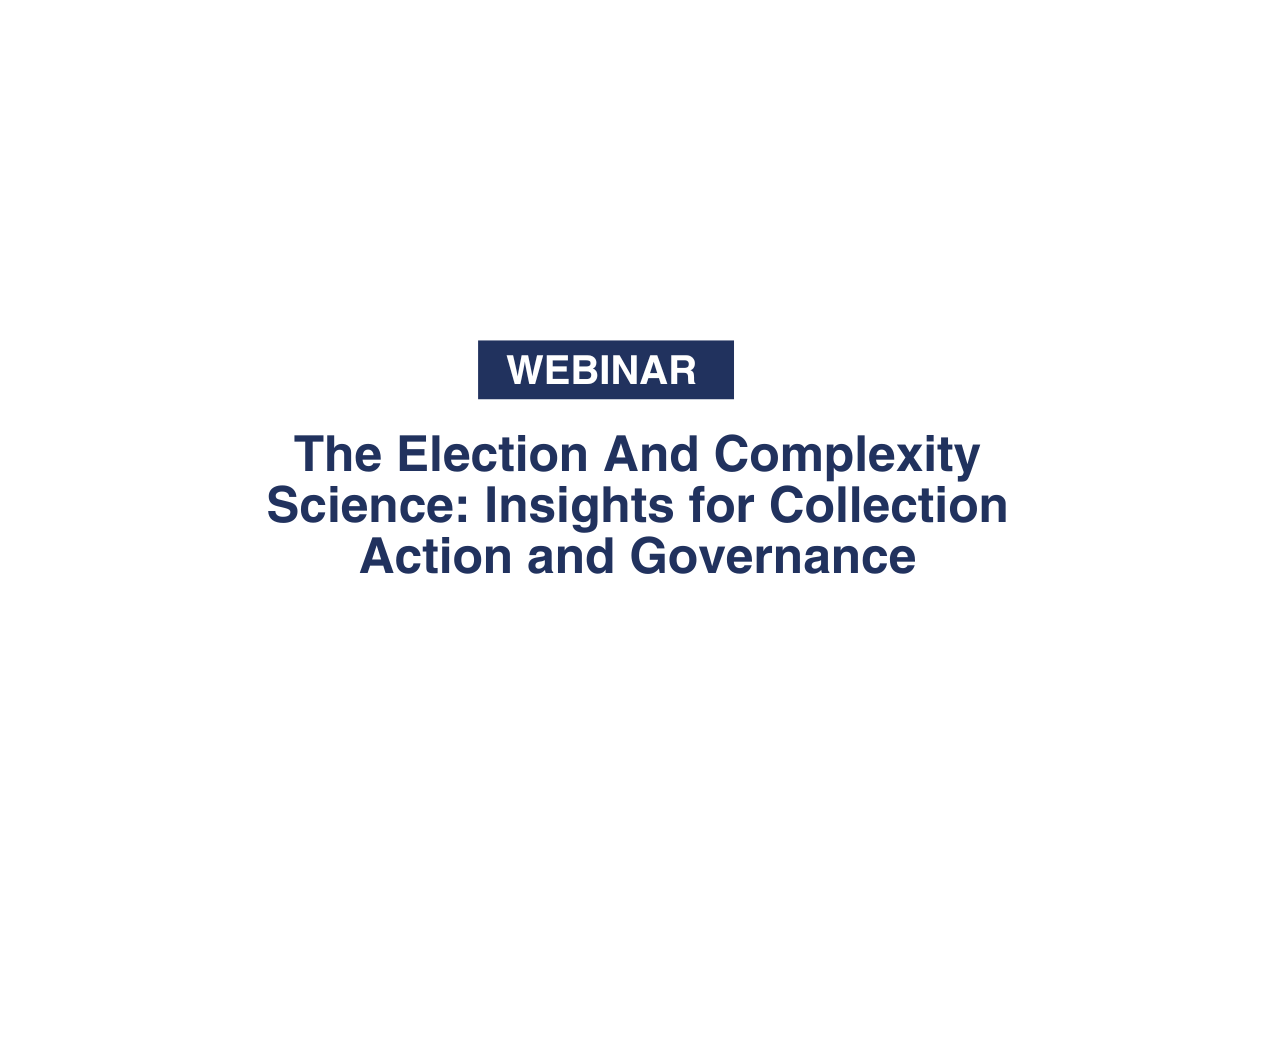 WEBINAR
The Election And Complexity
Science: Insights for Collection
Action and Governance